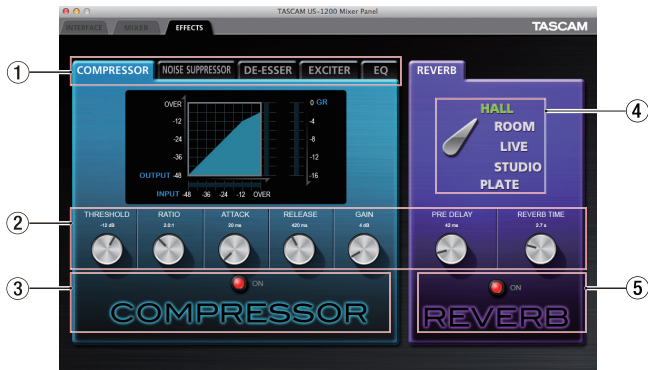 TASCAM US-1200 Mixer Panel
INTERFACE MIXER EFFECTS TASCAM
1 COMPRESSOR NOISE SUPPRESSOR DE-ESSER EXCITER EQ REVERB
OVER
-12
-24
-36
OUTPUT -48
INPUT -48 -36 -24 -12 OVER
0 GR
-4
-8
-12
-16
HALL 4
ROOM
LIVE
STUDIO
PLATE
2 THRESHOLD RATIO ATTACK RELEASE GAIN PRE DELAY REVERB TIME
-12 dB 2.0:1 20 ms 420 ms 4 dB 42 ms 2.7 s
3 ON ON 5
COMPRESSOR REVERB